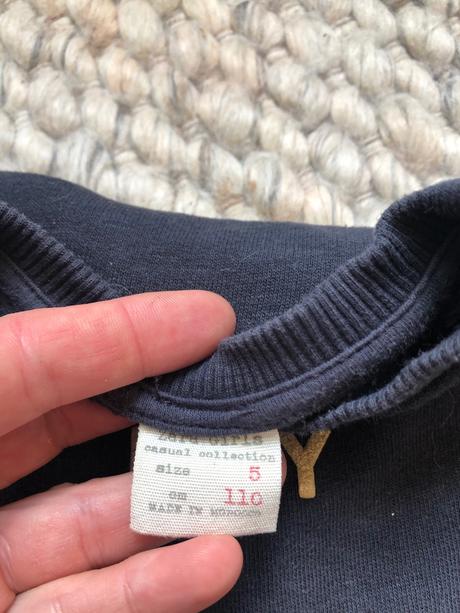 Zara Girls
casual collection
size 5
cm 110
MADE IN MOROCCO
Y